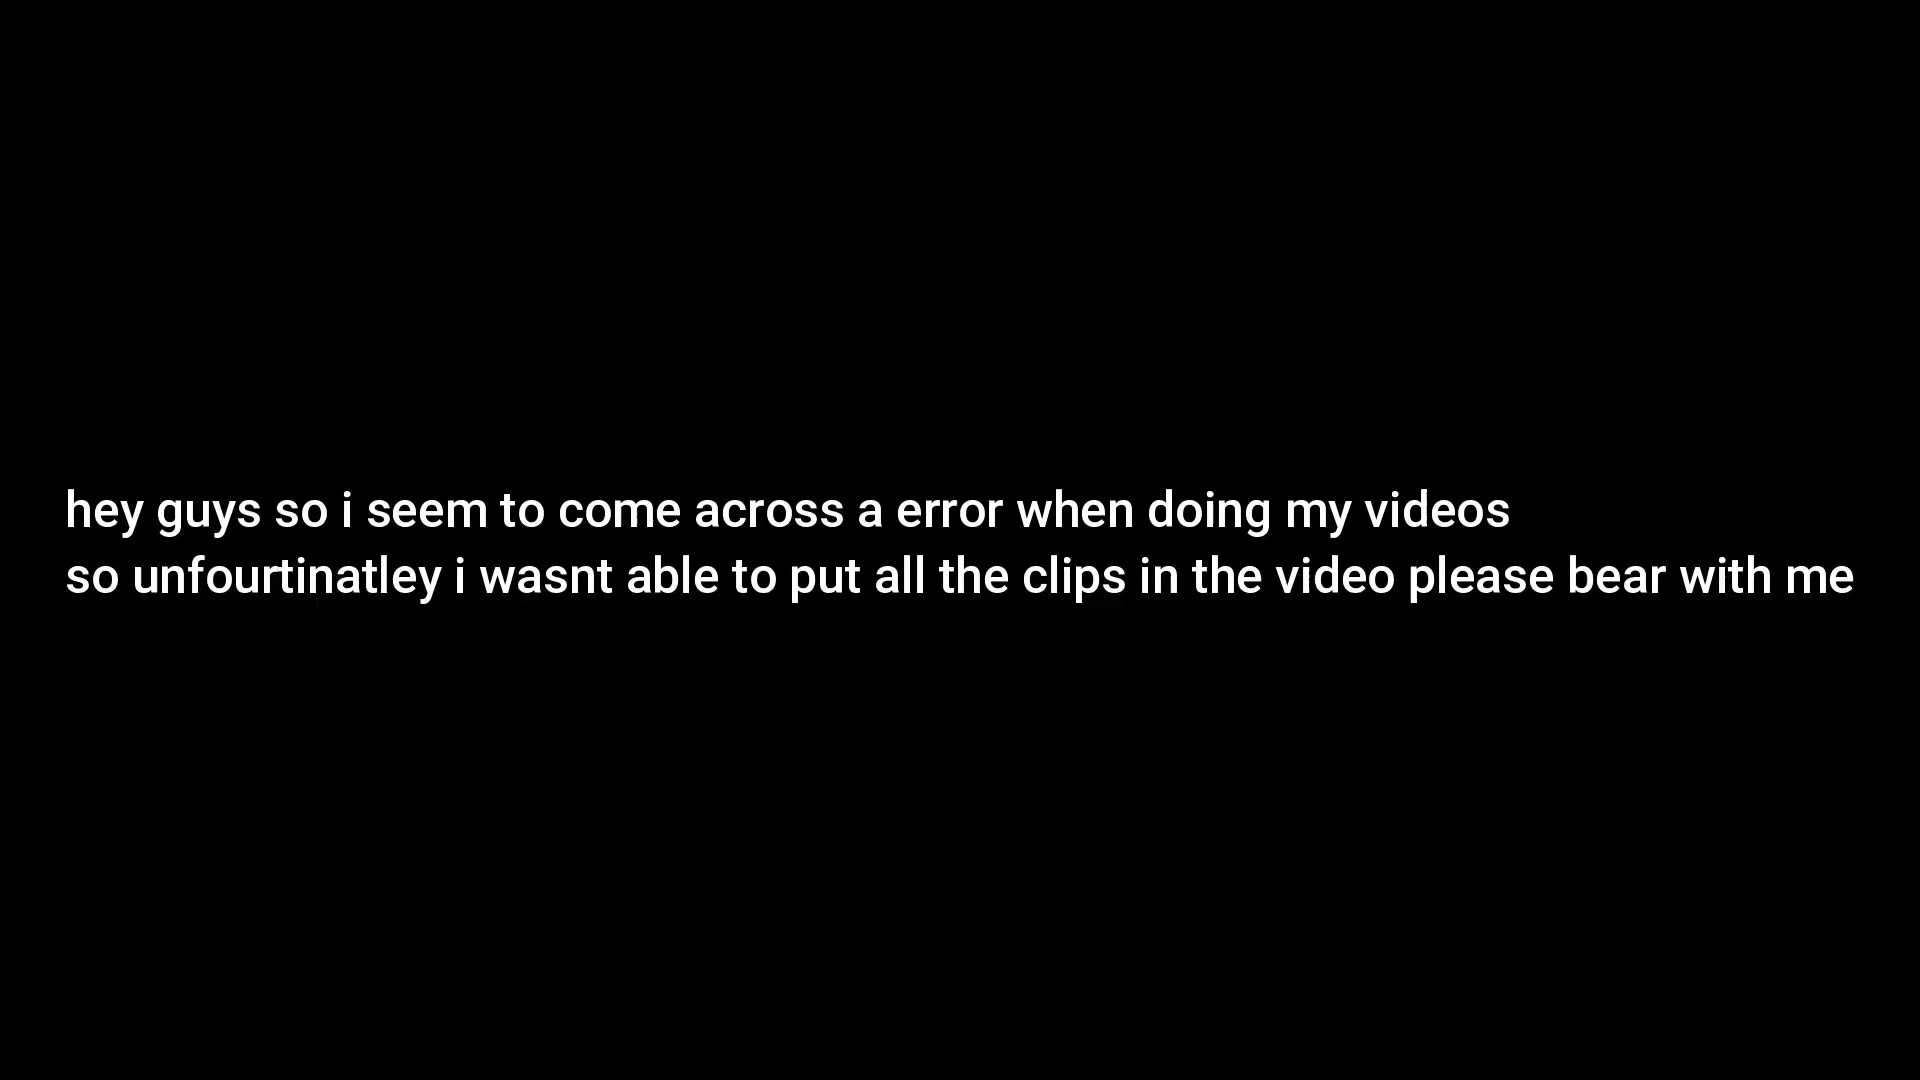 hey guys so i seem to come across a error when doing my videos
so unfourtinatley i wasnt able to put all the clips in the video please bear with me